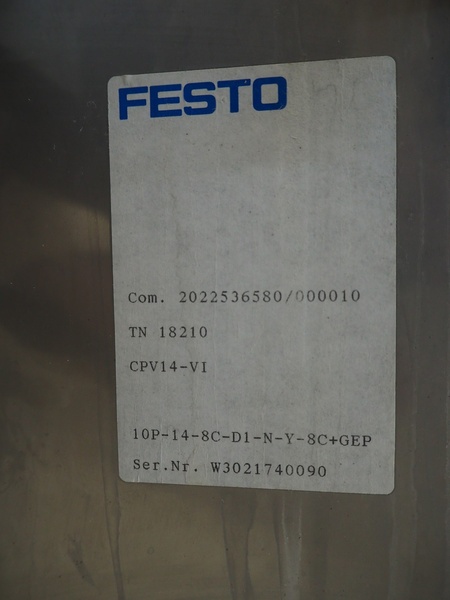 FESTO
Com. 2022536580/000010
TN 18210
CPV14-VI
10P-14-8C-D1-N-Y-8C+GEP
Ser.Nr. W3021740090